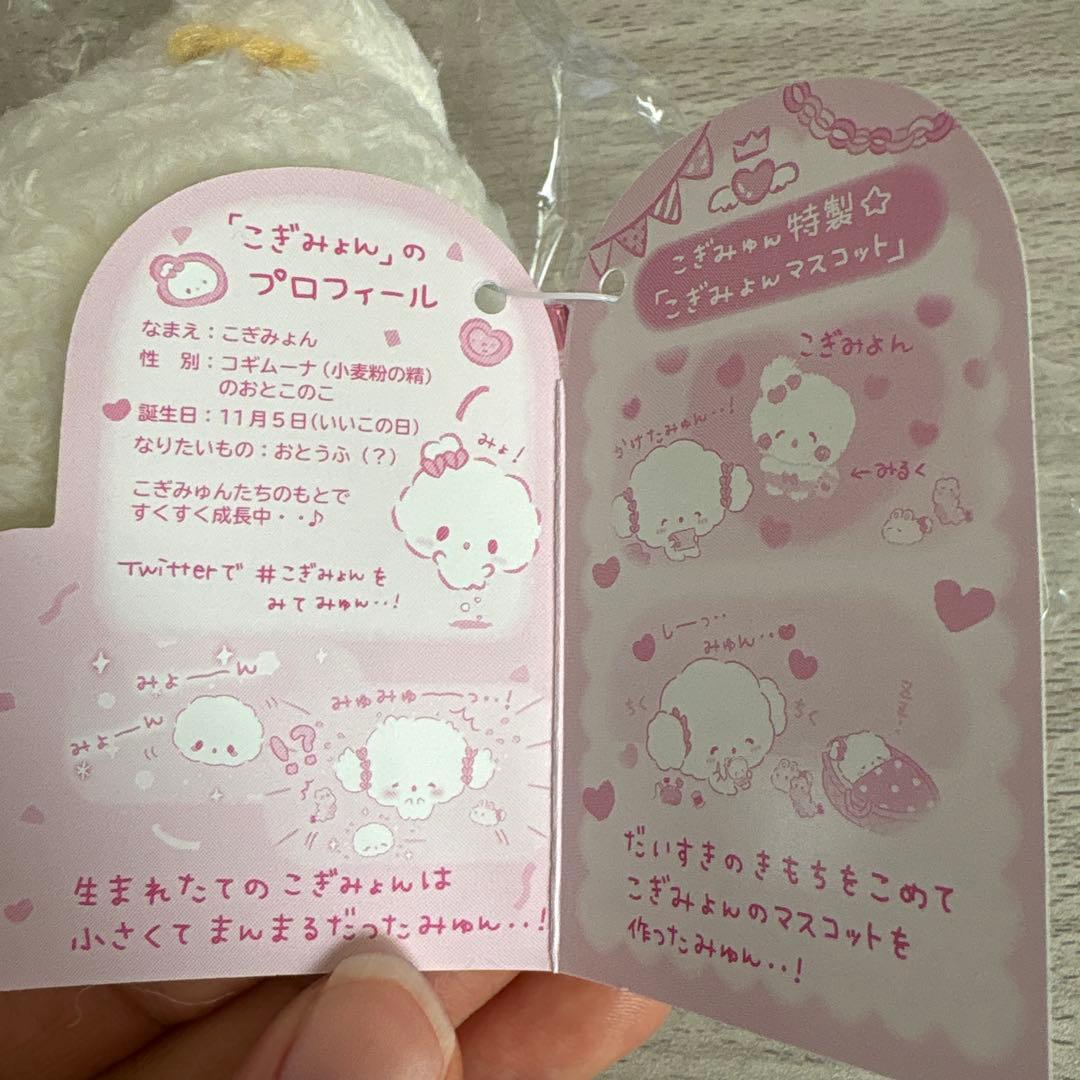 「こぎみょん」の
プロフィール
なまえ：こぎみょん
性　別：コギムーナ（小麦粉の精）
のおとこのこ
誕生日：11月5日（いいこの日）
なりたいもの：おとうふ（？）
こぎみゅんたちのもとで
すくすく成長中・・♪
みょ！
Twitterで #こぎみょんを
みてみゅん‥！
みょーーん
みょーん
!?
みゅみゅーーっ‥！
生まれたての こぎみょんは
小さくて まんまるだったみゅん‥！
こぎみゅん特製☆
「こぎみょんマスコット」
こぎみょん
かけたみゅん‥！
←みるく
しーっ‥
みゅん‥
ちく
ちく
だいすきのきもちをこめて
こぎみょんのマスコットを
作ったみゅん‥！